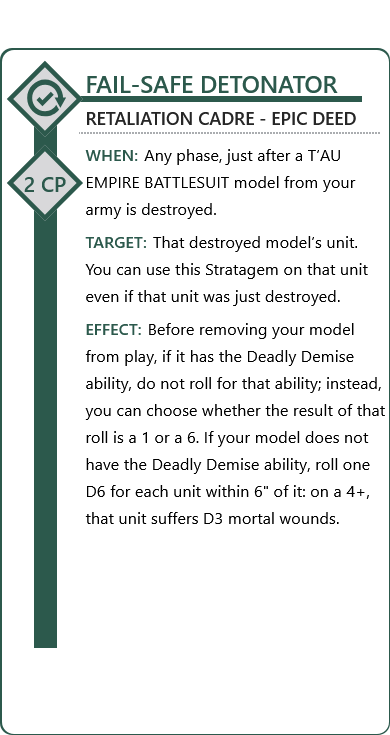 FAIL-SAFE DETONATOR
RETALIATION CADRE - EPIC DEED
2 CP
WHEN: Any phase, just after a T’AU
EMPIRE BATTLESUIT model from your
army is destroyed.
TARGET: That destroyed model’s unit.
You can use this Stratagem on that unit
even if that unit was just destroyed.
EFFECT: Before removing your model
from play, if it has the Deadly Demise
ability, do not roll for that ability; instead,
you can choose whether the result of that
roll is a 1 or a 6. If your model does not
have the Deadly Demise ability, roll one
D6 for each unit within 6" of it: on a 4+,
that unit suffers D3 mortal wounds.